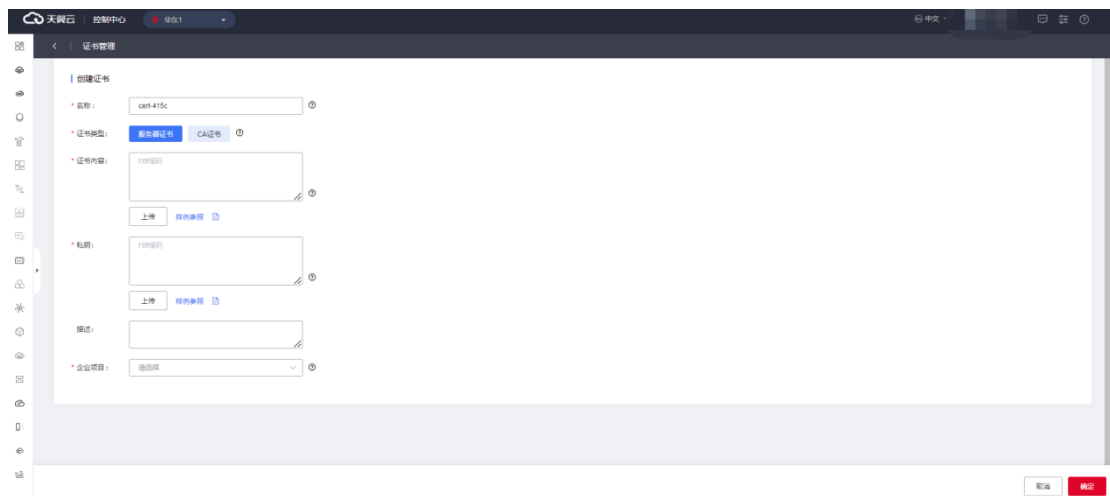 天翼云 控制中心 华东1 中文
证书管理
创建证书
* 名称： cert-415c
* 证书类型： 服务器证书 CA证书
* 证书内容： PEM编码
上传 样例参照
* 私钥： PEM编码
上传 样例参照
描述：
* 企业项目： 请选择
取消 确定